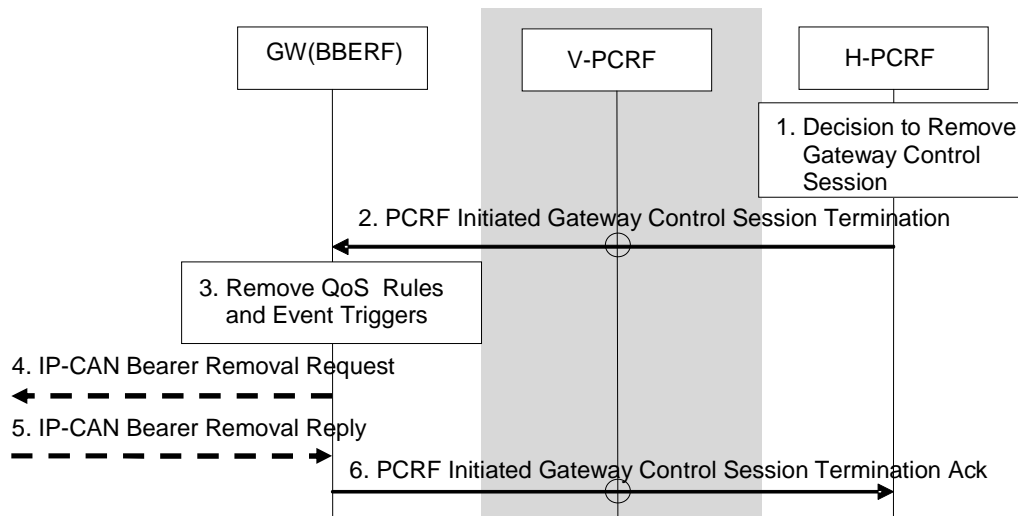 GW(BBERF)
V-PCRF
H-PCRF
1. Decision to Remove
Gateway Control
Session
2. PCRF Initiated Gateway Control Session Termination
3. Remove QoS Rules
and Event Triggers
4. IP-CAN Bearer Removal Request
5. IP-CAN Bearer Removal Reply
6. PCRF Initiated Gateway Control Session Termination Ack